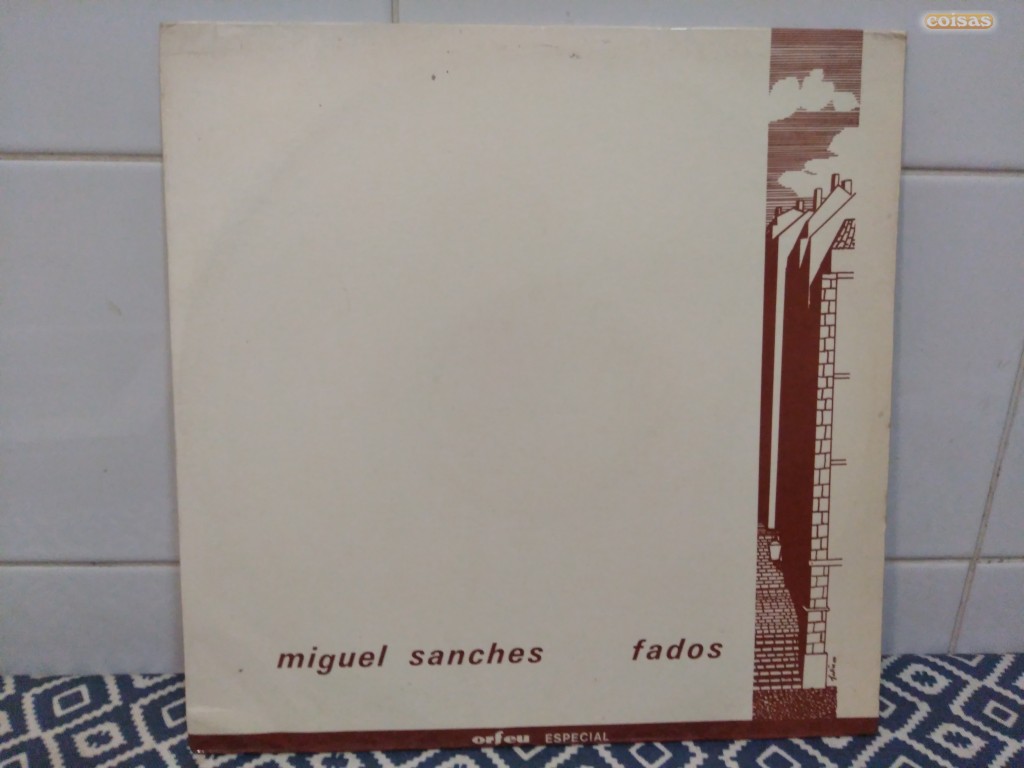 coisas
miguel sanches fados
orfeu ESPECIAL